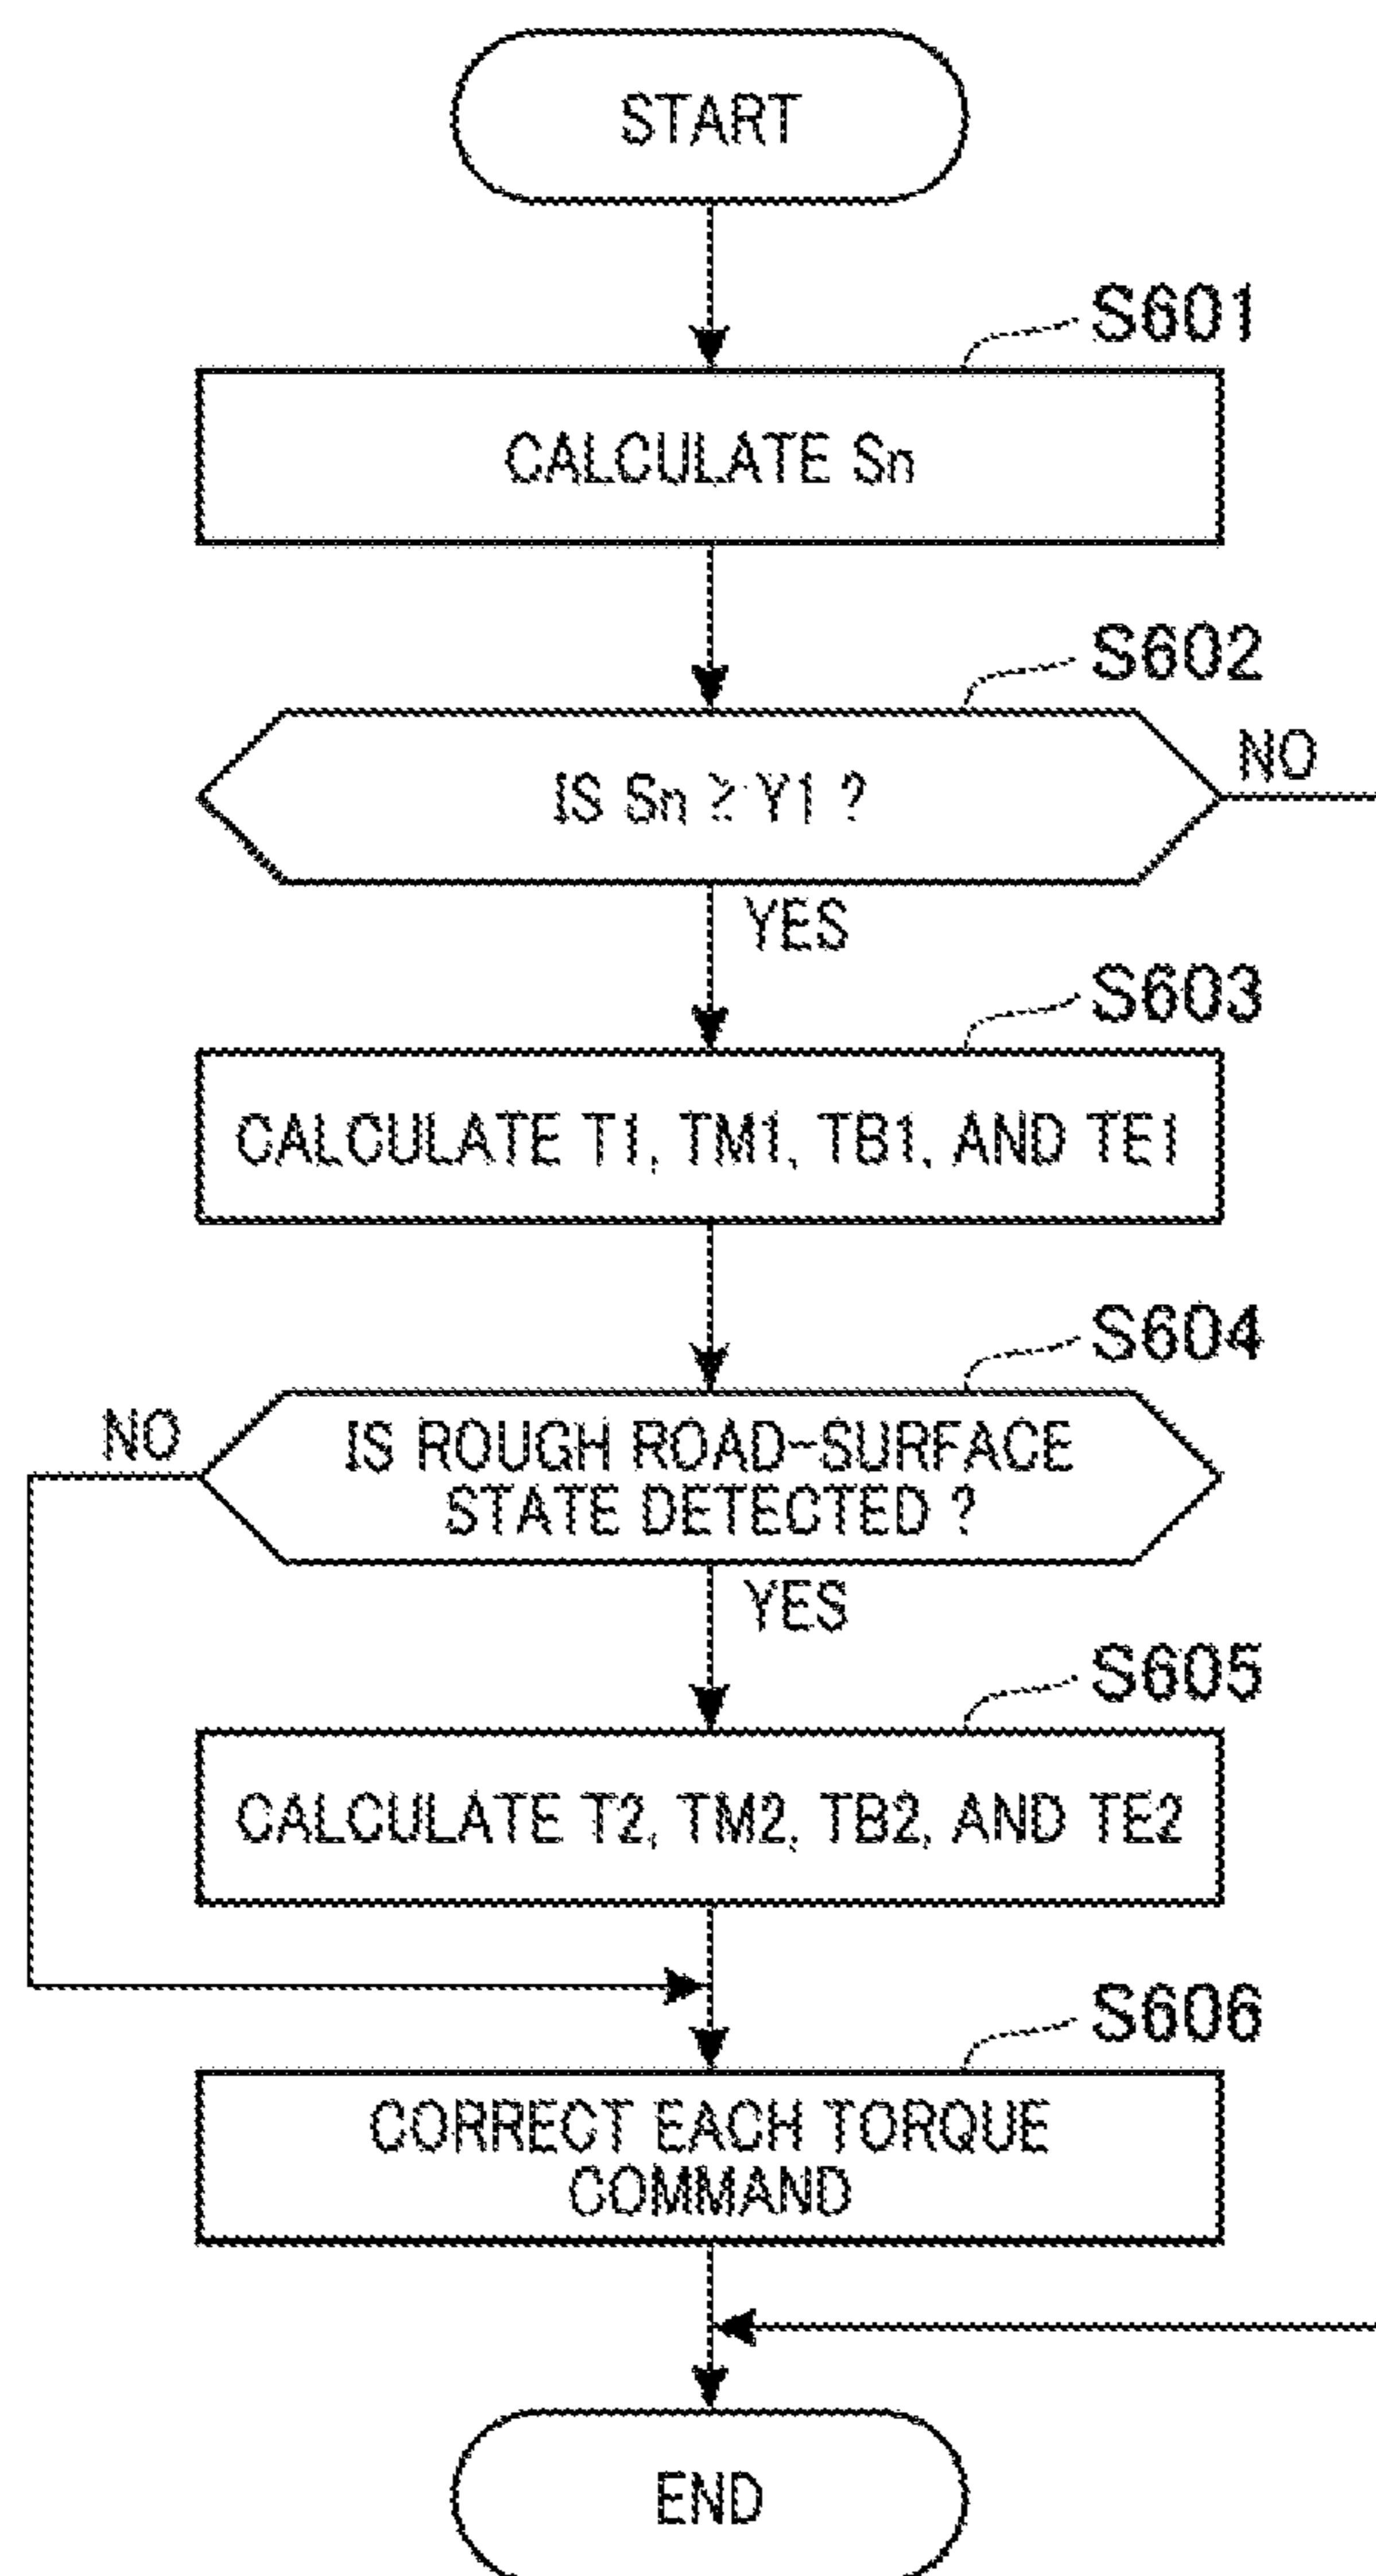 START
S601
CALCULATE Sn
S602
IS Sn ≥ Y1 ?
NO
YES
S603
CALCULATE T1, TM1, TB1, AND TE1
S604
NO
IS ROUGH ROAD-SURFACE
STATE DETECTED ?
YES
S605
CALCULATE T2, TM2, TB2, AND TE2
S606
CORRECT EACH TORQUE
COMMAND
END